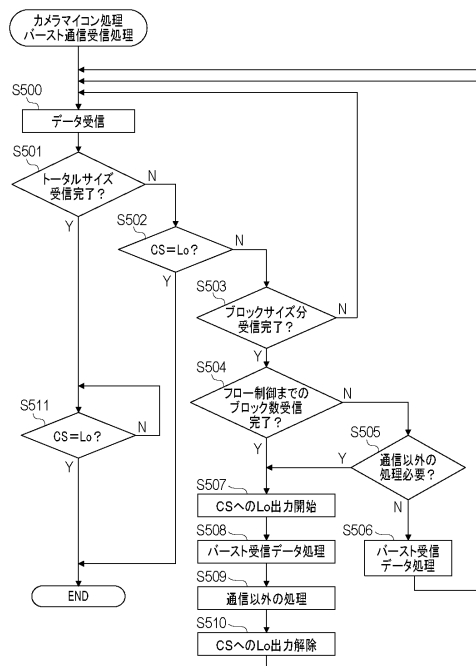 カメラマイコン処理
バースト通信受信処理
S500
データ受信
S501
トータルサイズ
受信完了？
N
Y
S502
CS＝Lo？
N
Y
S503
ブロックサイズ分
受信完了？
N
Y
S504
フロー制御までの
ブロック数受信
完了？
N
Y
S505
通信以外の
処理必要？
Y
N
S511
CS＝Lo？
N
Y
S507
CSへのLo出力開始
S506
バースト受信
データ処理
S508
バースト受信データ処理
S509
通信以外の処理
END
S510
CSへのLo出力解除